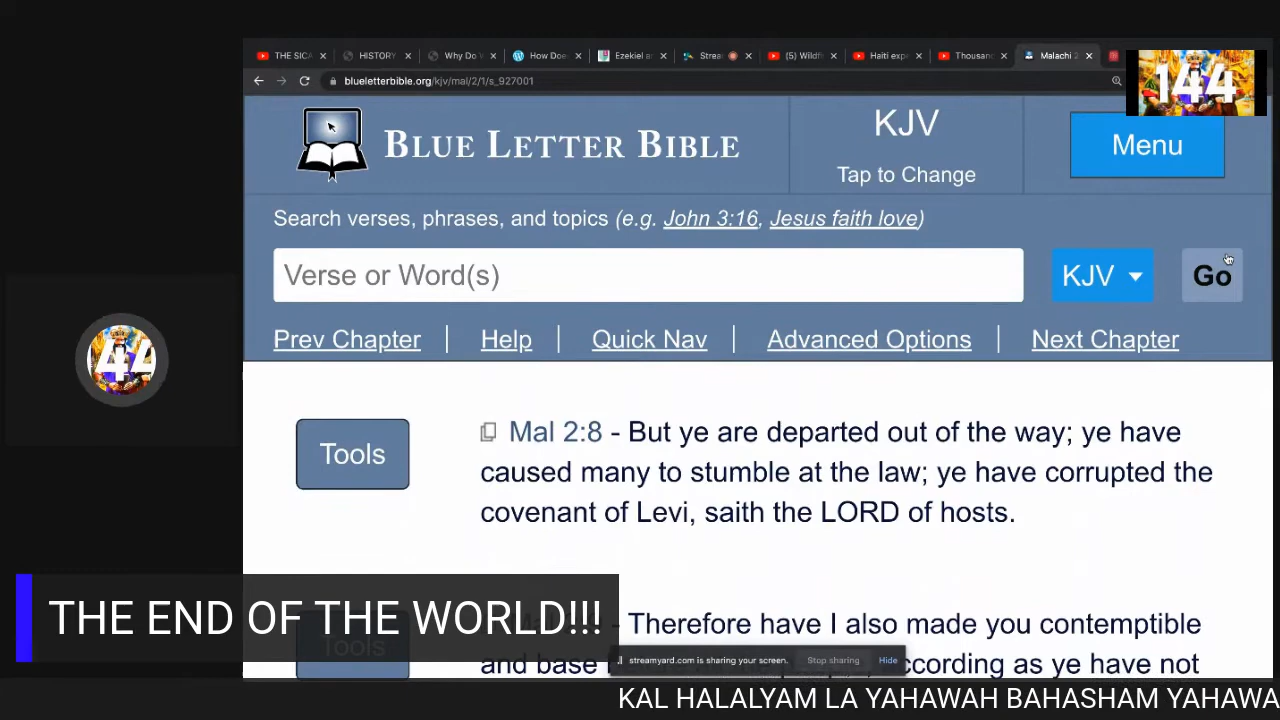 THE SICA
HISTORY
Why Do
How Doe
Ezekiel a
Strea
(5) Wildfi
Haiti exp
Thousan
Malachi 2
blueletterbible.org/kjv/mal/2/1/s_927001
144
BLUE LETTER BIBLE
KJV
Tap to Change
Menu
Search verses, phrases, and topics (e.g. John 3:16, Jesus faith love)
Verse or Word(s)
KJV
Go
Prev Chapter | Help | Quick Nav | Advanced Options | Next Chapter
44
Tools
Mal 2:8 - But ye are departed out of the way; ye have
caused many to stumble at the law; ye have corrupted the
covenant of Levi, saith the LORD of hosts.
THE END OF THE WORLD!!!
Tools
- Therefore have I also made you contemptible
and base
ccording as ye have not
streamyard.com is sharing your screen.
Stop sharing
Hide
KAL HALALYAM LA YAHAWAH BAHASHAM YAHAWA